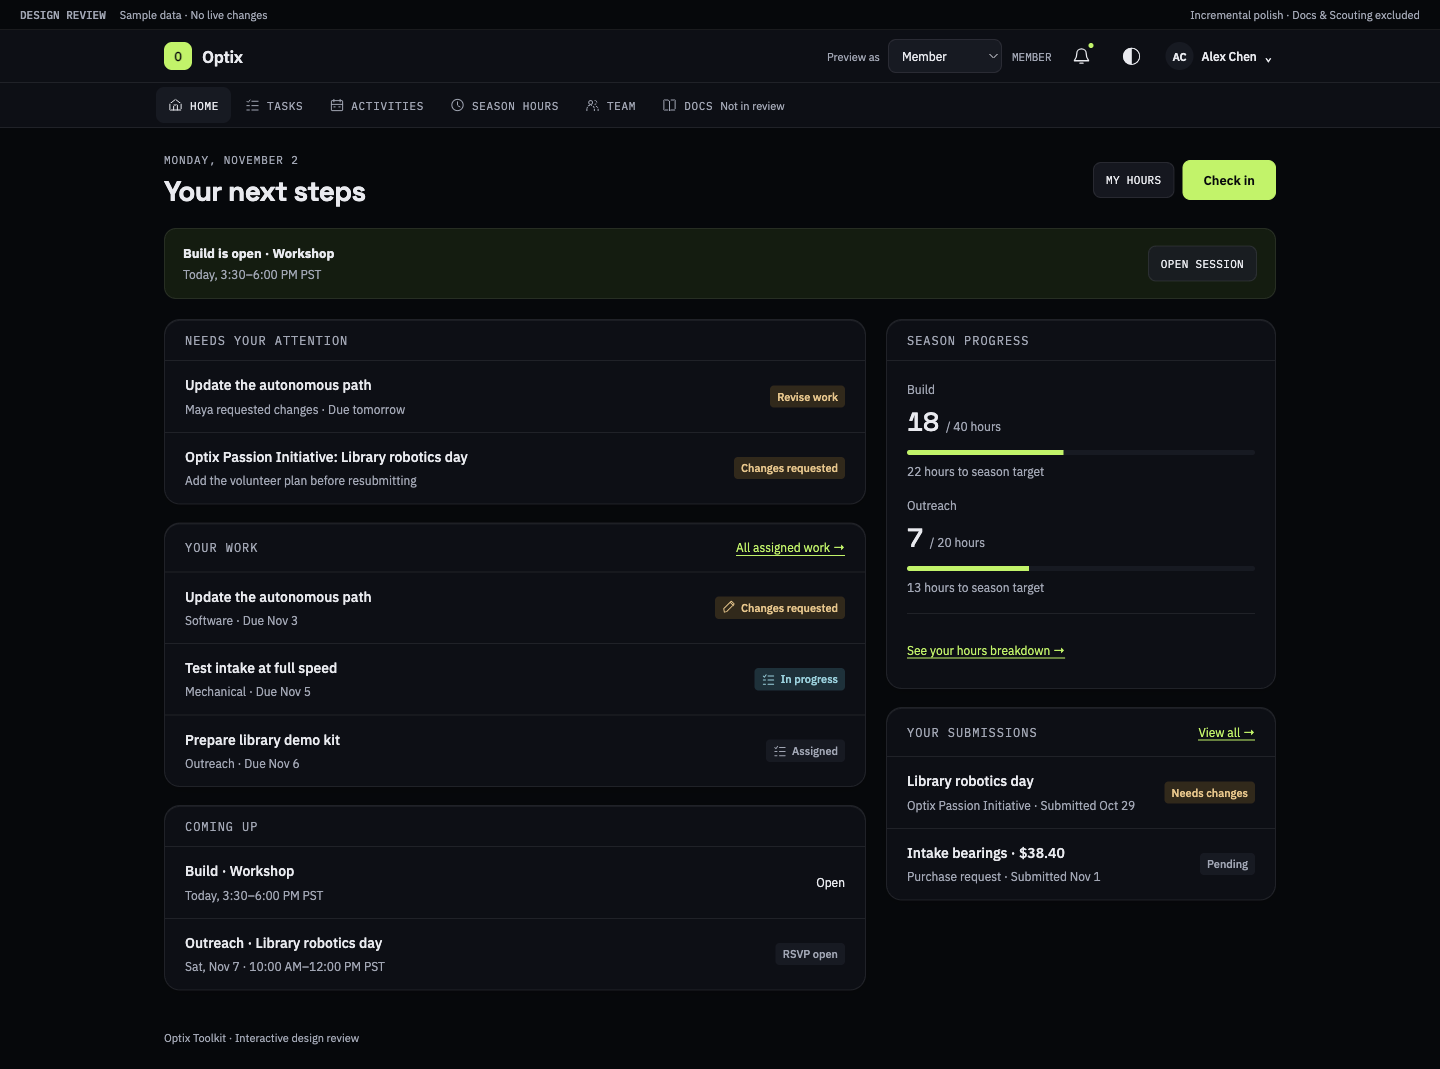 DESIGN REVIEW Sample data · No live changes
Incremental polish · Docs & Scouting excluded
O Optix
Preview as Member MEMBER AC Alex Chen
HOME TASKS ACTIVITIES SEASON HOURS TEAM DOCS Not in review
MONDAY, NOVEMBER 2
Your next steps
MY HOURS Check in
Build is open · Workshop
Today, 3:30–6:00 PM PST
OPEN SESSION
NEEDS YOUR ATTENTION
Update the autonomous path
Maya requested changes · Due tomorrow
Revise work
Optix Passion Initiative: Library robotics day
Add the volunteer plan before resubmitting
Changes requested
YOUR WORK
All assigned work →
Update the autonomous path
Software · Due Nov 3
Changes requested
Test intake at full speed
Mechanical · Due Nov 5
In progress
Prepare library demo kit
Outreach · Due Nov 6
Assigned
COMING UP
Build · Workshop
Today, 3:30–6:00 PM PST
Open
Outreach · Library robotics day
Sat, Nov 7 · 10:00 AM–12:00 PM PST
RSVP open
SEASON PROGRESS
Build
18 / 40 hours
22 hours to season target
Outreach
7 / 20 hours
13 hours to season target
See your hours breakdown →
YOUR SUBMISSIONS
View all →
Library robotics day
Optix Passion Initiative · Submitted Oct 29
Needs changes
Intake bearings · $38.40
Purchase request · Submitted Nov 1
Pending
Optix Toolkit · Interactive design review